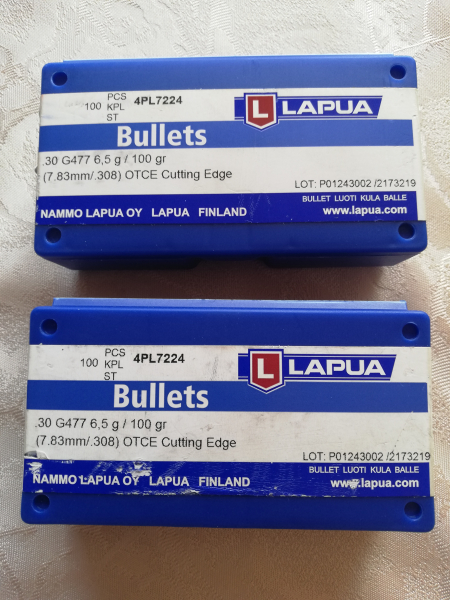 100 PCS KPL ST 4PL7224
L LAPUA
Bullets
.30 G477 6,5 g / 100 gr
(7.83mm/.308) OTCE Cutting Edge
LOT: P01243002 /2173219
BULLET LUOTI KULA BALLE
NAMMO LAPUA OY LAPUA FINLAND
www.lapua.com
100 PCS KPL ST 4PL7224
L LAPUA
Bullets
.30 G477 6,5 g / 100 gr
(7.83mm/.308) OTCE Cutting Edge
LOT: P01243002 /2173219
BULLET LUOTI KULA BALLE
NAMMO LAPUA OY LAPUA FINLAND
www.lapua.com